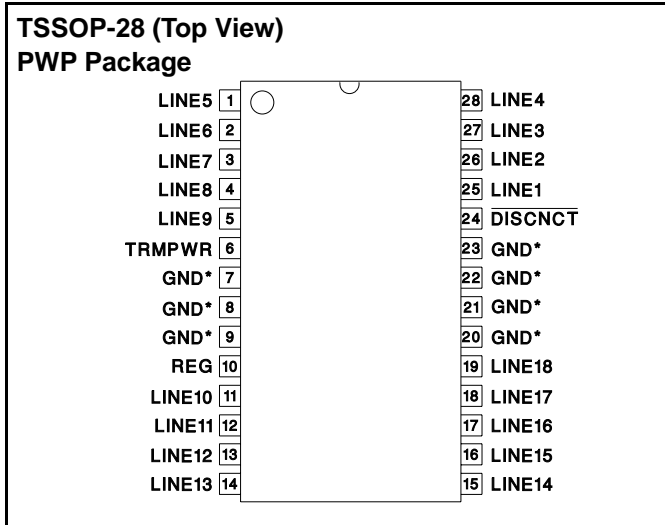 TSSOP-28 (Top View)
PWP Package
LINE5 1 28 LINE4
LINE6 2 27 LINE3
LINE7 3 26 LINE2
LINE8 4 25 LINE1
LINE9 5 24 DISCNCT
TRMPWR 6 23 GND*
GND* 7 22 GND*
GND* 8 21 GND*
GND* 9 20 GND*
REG 10 19 LINE18
LINE10 11 18 LINE17
LINE11 12 17 LINE16
LINE12 13 16 LINE15
LINE13 14 15 LINE14